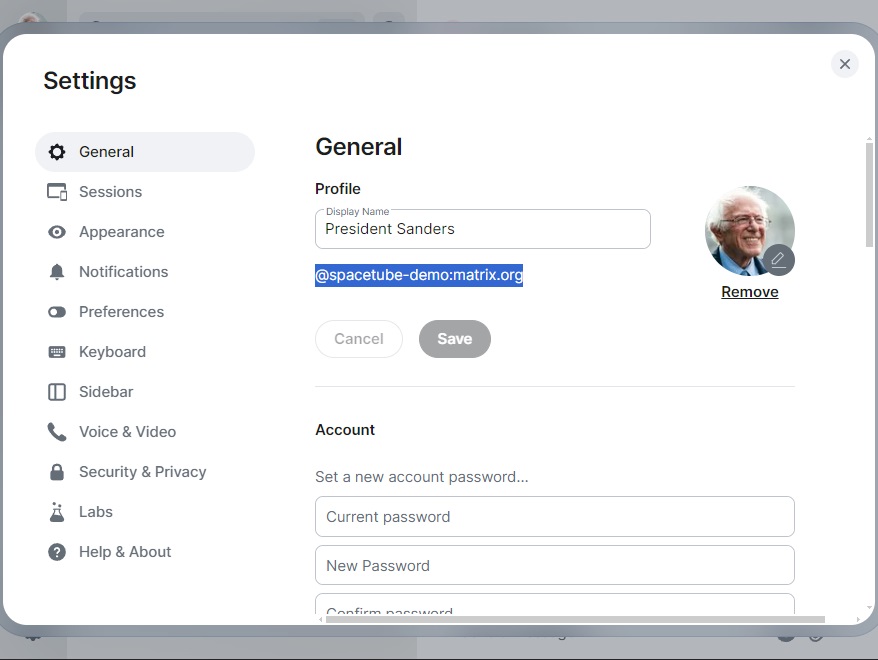 Settings
General
Sessions
Appearance
Notifications
Preferences
Keyboard
Sidebar
Voice & Video
Security & Privacy
Labs
Help & About
General
Profile
Display Name
President Sanders
@spacetube-demo:matrix.org
Remove
Cancel
Save
Account
Set a new account password...
Current password
New Password
Confirm password